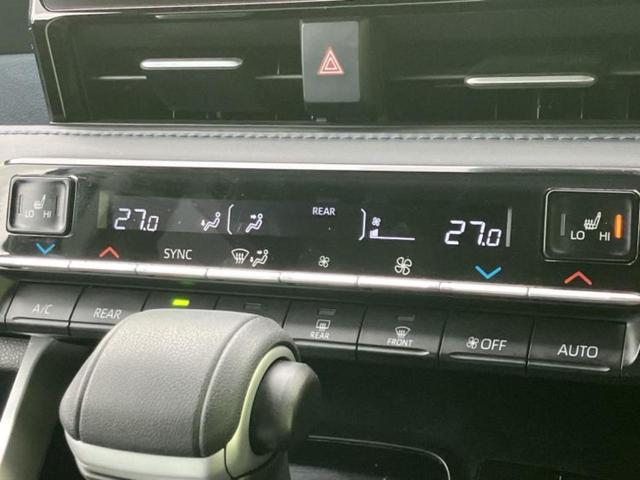 LO HI
27.0
REAR
27.0
LO HI
SYNC
A/C
REAR
REAR
FRONT
OFF
AUTO